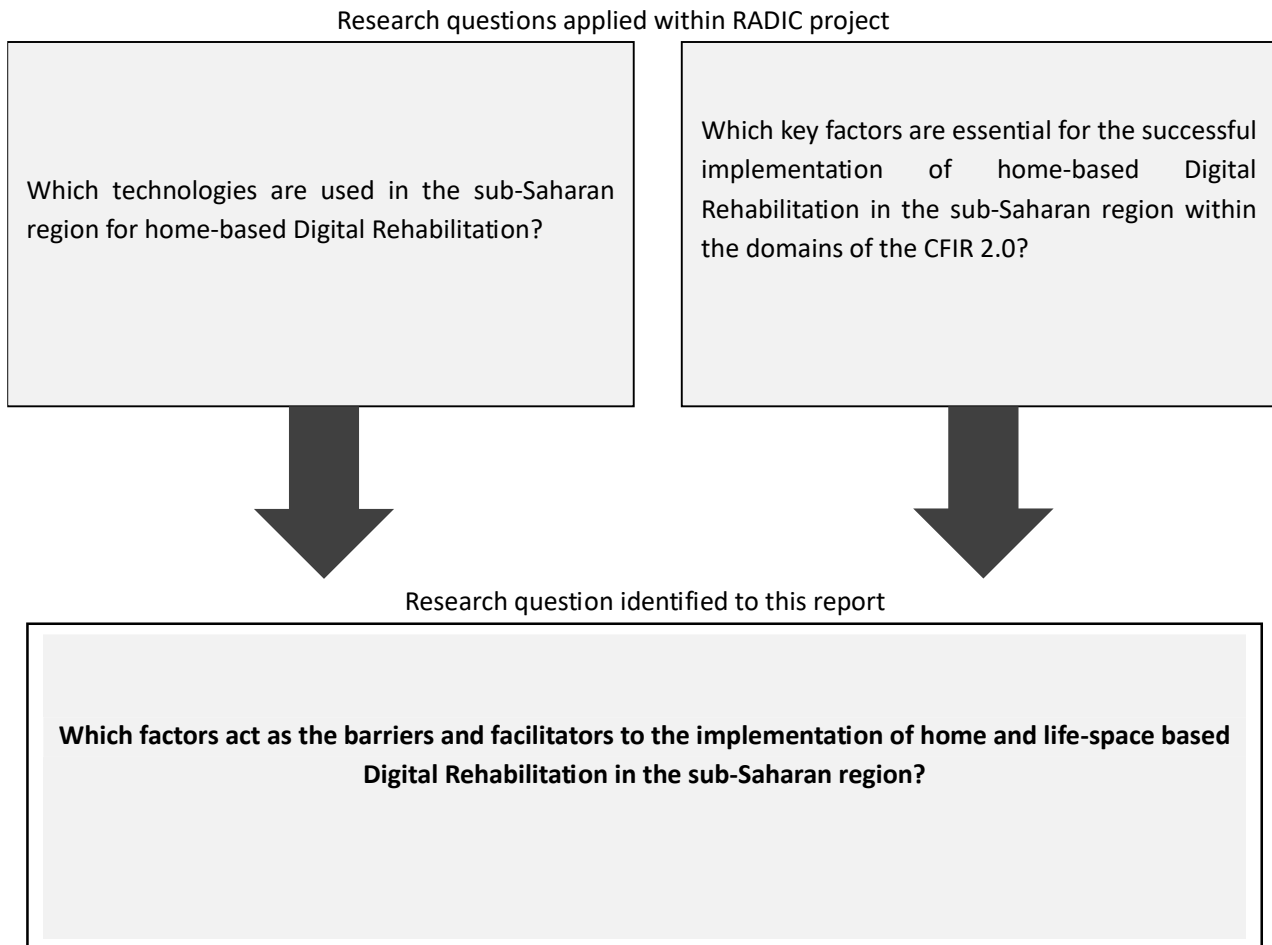 Research questions applied within RADIC project
Which technologies are used in the sub-Saharan
region for home-based Digital Rehabilitation?
Which key factors are essential for the successful
implementation of home-based Digital
Rehabilitation in the sub-Saharan region within
the domains of the CFIR 2.0?
Research question identified to this report
Which factors act as the barriers and facilitators to the implementation of home and life-space based
Digital Rehabilitation in the sub-Saharan region?